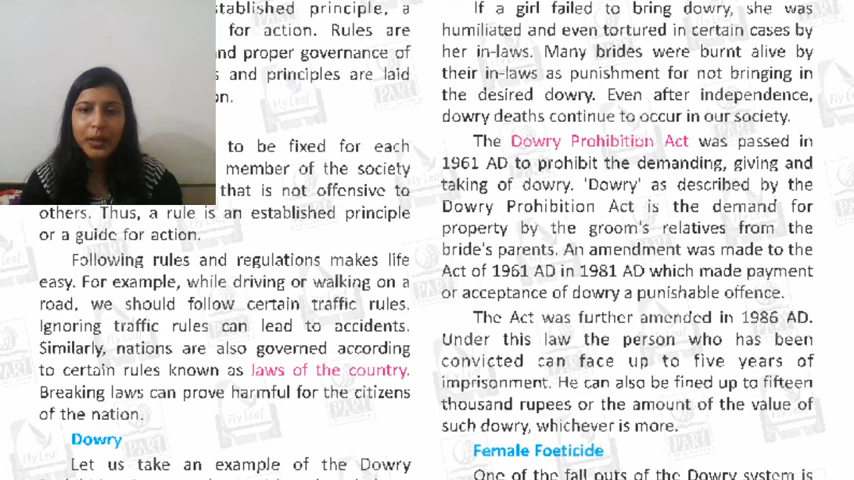 stablished principle, a
for action. Rules are
nd proper governance of
s and principles are laid
on.
to be fixed for each
member of the society
that is not offensive to
others. Thus, a rule is an established principle
or a guide for action.
Following rules and regulations makes life
easy. For example, while driving or walking on a
road, we should follow certain traffic rules.
Ignoring traffic rules can lead to accidents.
Similarly, nations are also governed according
to certain rules known as laws of the country.
Breaking laws can prove harmful for the citizens
of the nation.
Dowry
Let us take an example of the Dowry
If a girl failed to bring dowry, she was
humiliated and even tortured in certain cases by
her in-laws. Many brides were burnt alive by
their in-laws as punishment for not bringing in
the desired dowry. Even after independence,
dowry deaths continue to occur in our society.
The Dowry Prohibition Act was passed in
1961 AD to prohibit the demanding, giving and
taking of dowry. 'Dowry' as described by the
Dowry Prohibition Act is the demand for
property by the groom's relatives from the
bride's parents. An amendment was made to the
Act of 1961 AD in 1981 AD which made payment
or acceptance of dowry a punishable offence.
The Act was further amended in 1986 AD.
Under this law the person who has been
convicted can face up to five years of
imprisonment. He can also be fined up to fifteen
thousand rupees or the amount of the value of
such dowry, whichever is more.
Female Foeticide
One of the fall outs of the Dowry system is